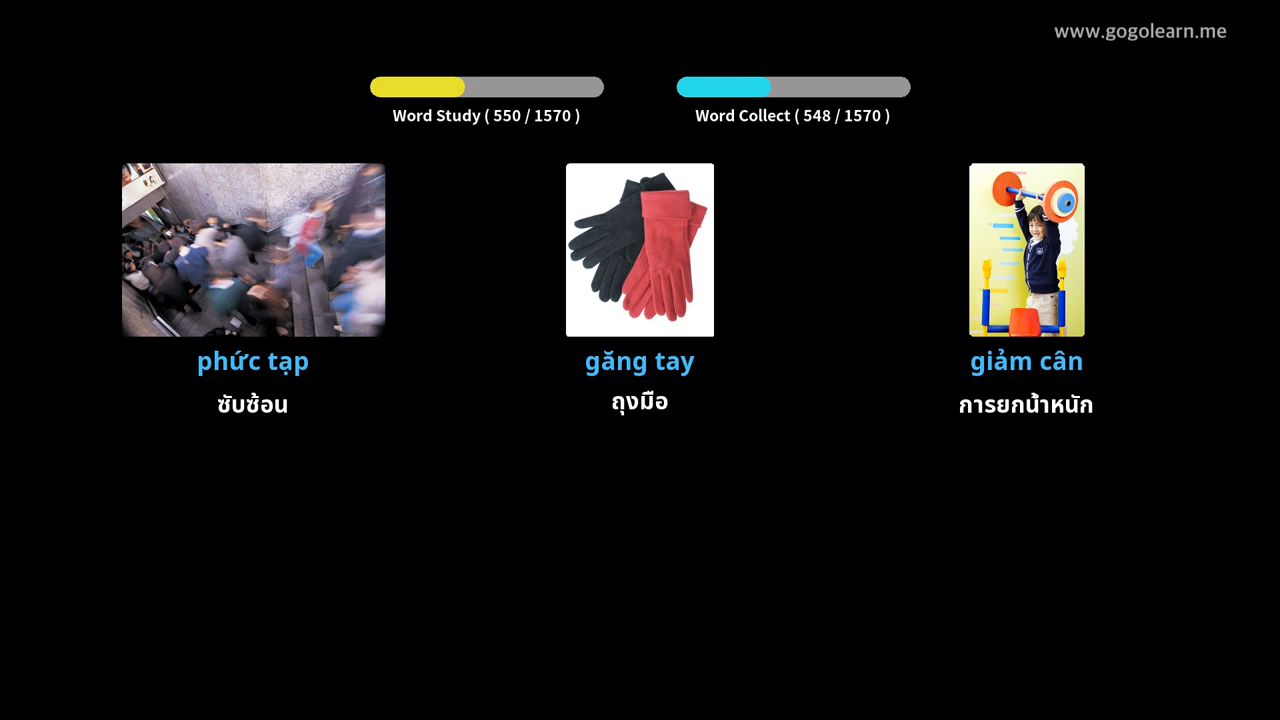 www.gogolearn.me
Word Study ( 550 / 1570 )
Word Collect ( 548 / 1570 )
phức tạp
găng tay
giảm cân
ซับซ้อน
ถุงมือ
การยกน้ำหนัก